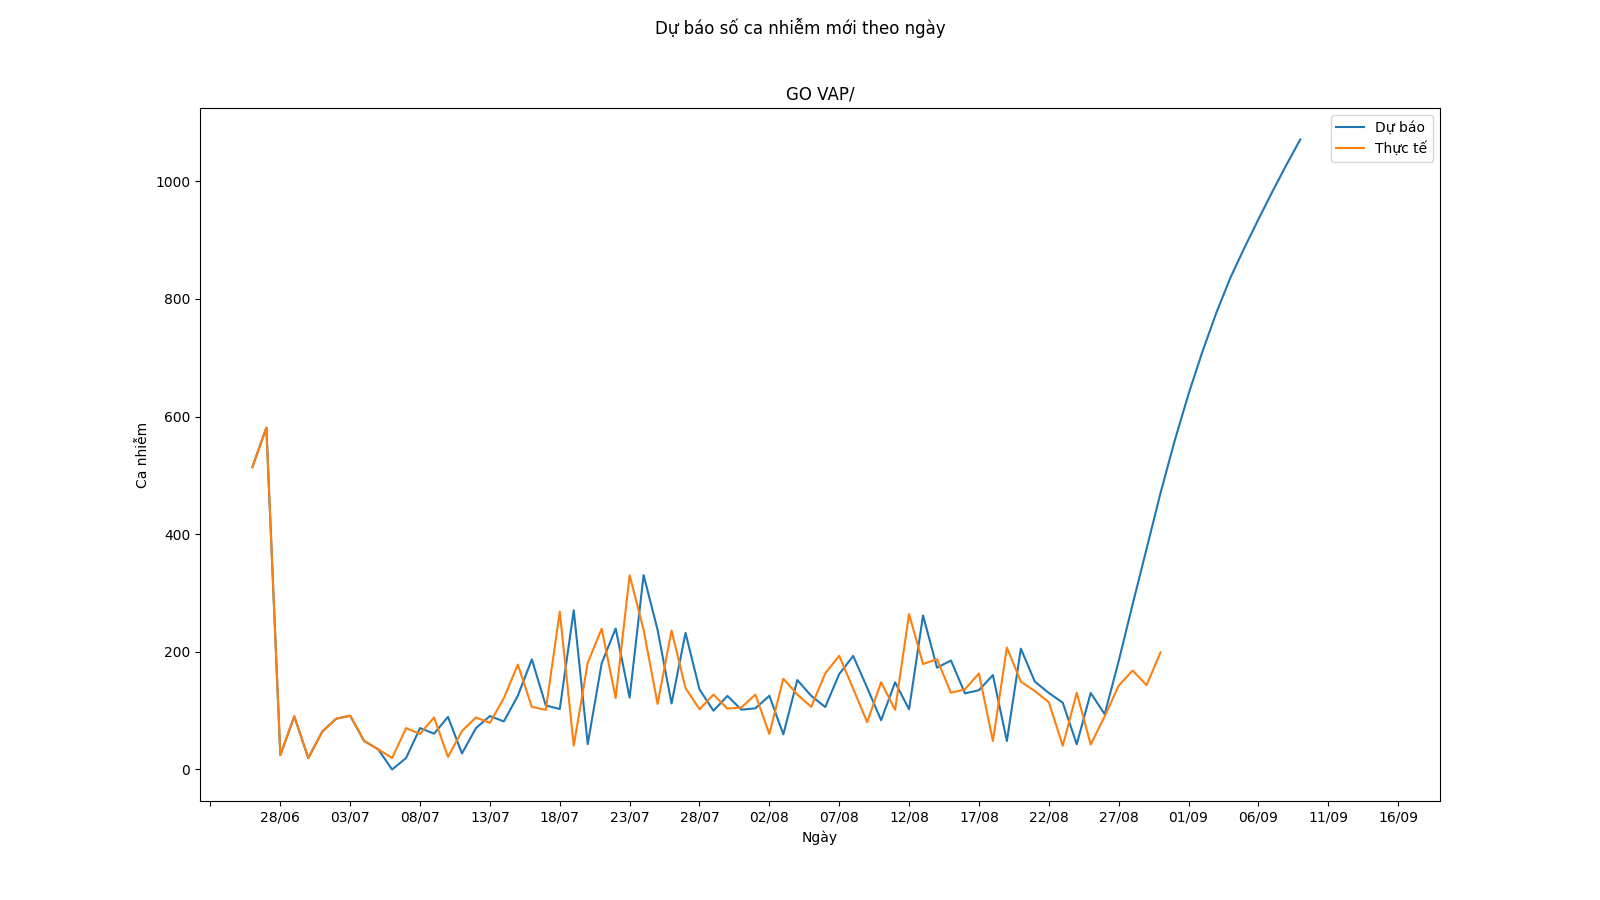 Dự báo số ca nhiễm mới theo ngày
GO VAP/
Dự báo
Thực tế
1000
800
600
400
200
0
Ca nhiễm
28/06 03/07 08/07 13/07 18/07 23/07 28/07 02/08 07/08 12/08 17/08 22/08 27/08 01/09 06/09 11/09 16/09
Ngày